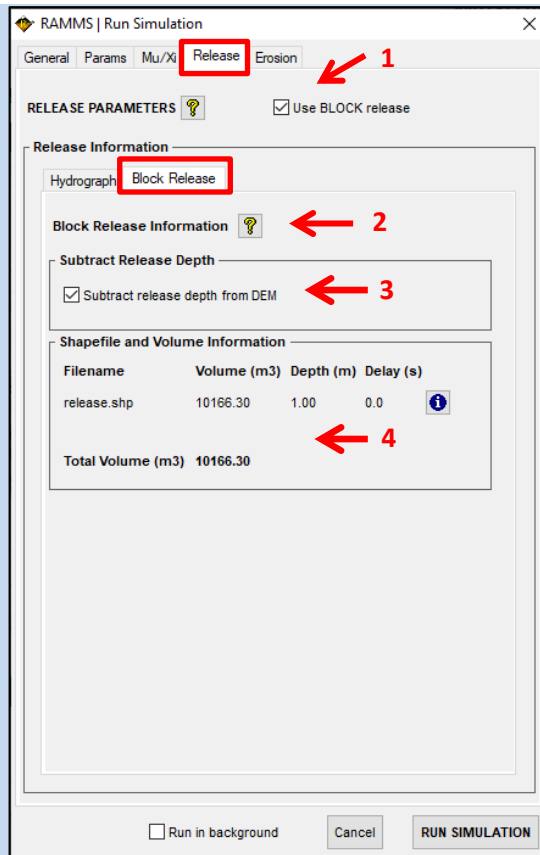 RAMMS | Run Simulation
General Params Mu/Xi Release Erosion
1
RELEASE PARAMETERS ? Use BLOCK release
Release Information
Hydrograph Block Release
Block Release Information ? 2
Subtract Release Depth
Subtract release depth from DEM 3
Shapefile and Volume Information
Filename Volume (m3) Depth (m) Delay (s)
release.shp 10166.30 1.00 0.0 i
4
Total Volume (m3) 10166.30
Run in background Cancel RUN SIMULATION